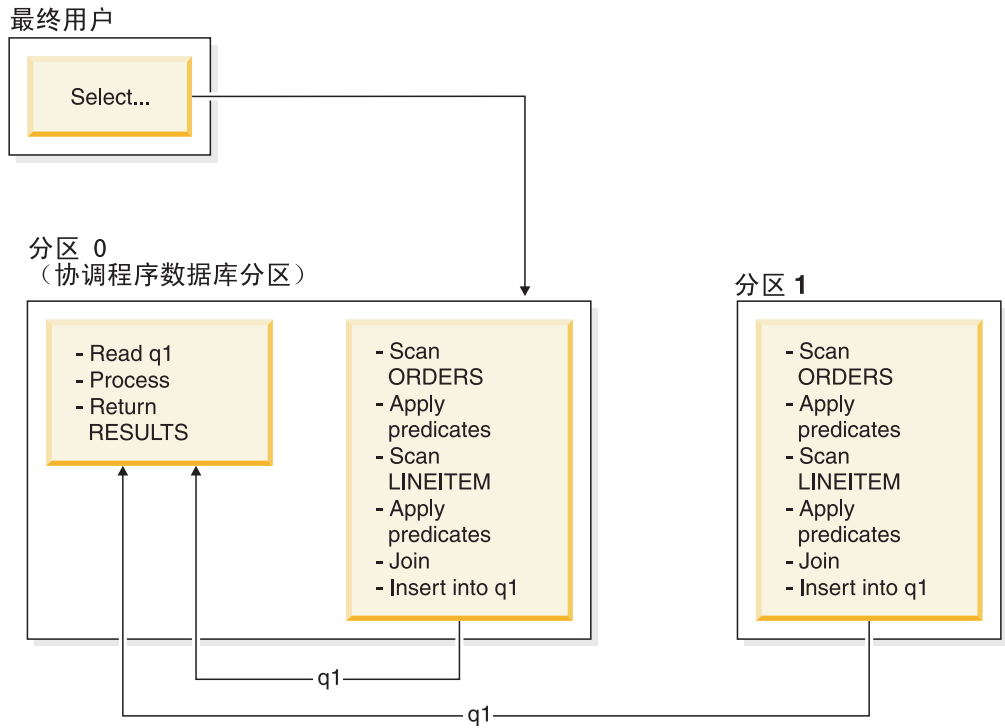 最终用户
Select...
分区 0
（协调程序数据库分区）
- Read q1
- Process
- Return
RESULTS
- Scan
ORDERS
- Apply
predicates
- Scan
LINEITEM
- Apply
predicates
- Join
- Insert into q1
分区 1
- Scan
ORDERS
- Apply
predicates
- Scan
LINEITEM
- Apply
predicates
- Join
- Insert into q1
q1
q1